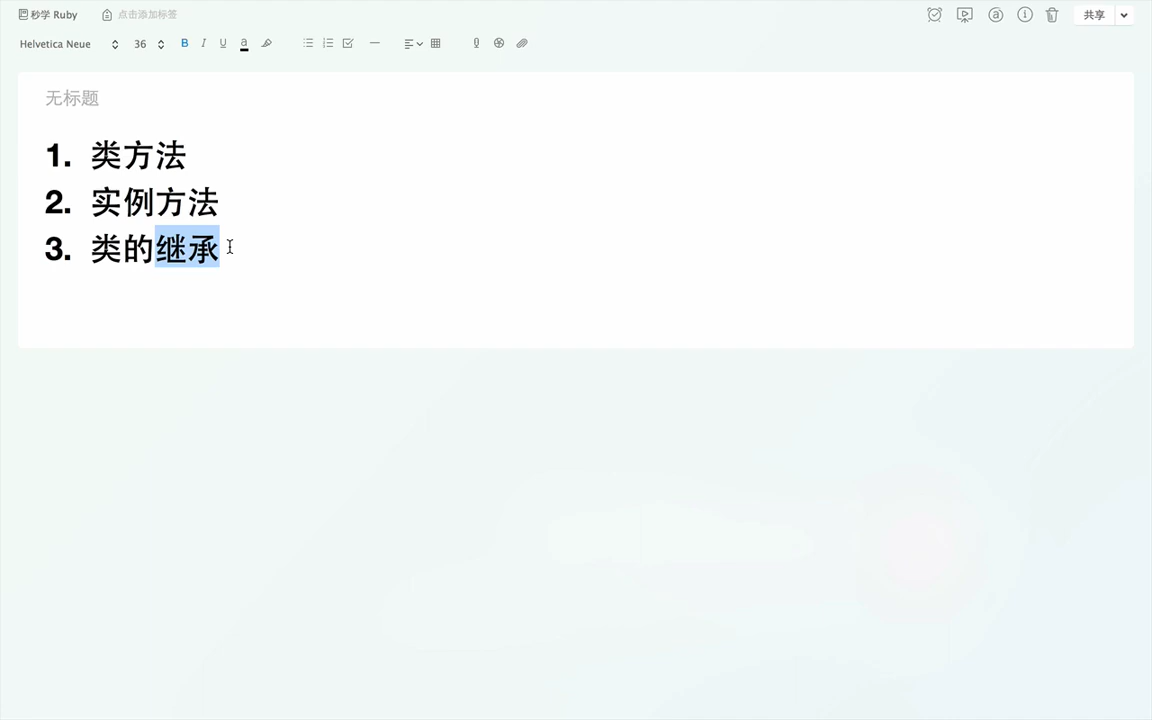 秒学 Ruby 点击添加标签 共享
Helvetica Neue 36 B I U a
无标题
1. 类方法
2. 实例方法
3. 类的继承